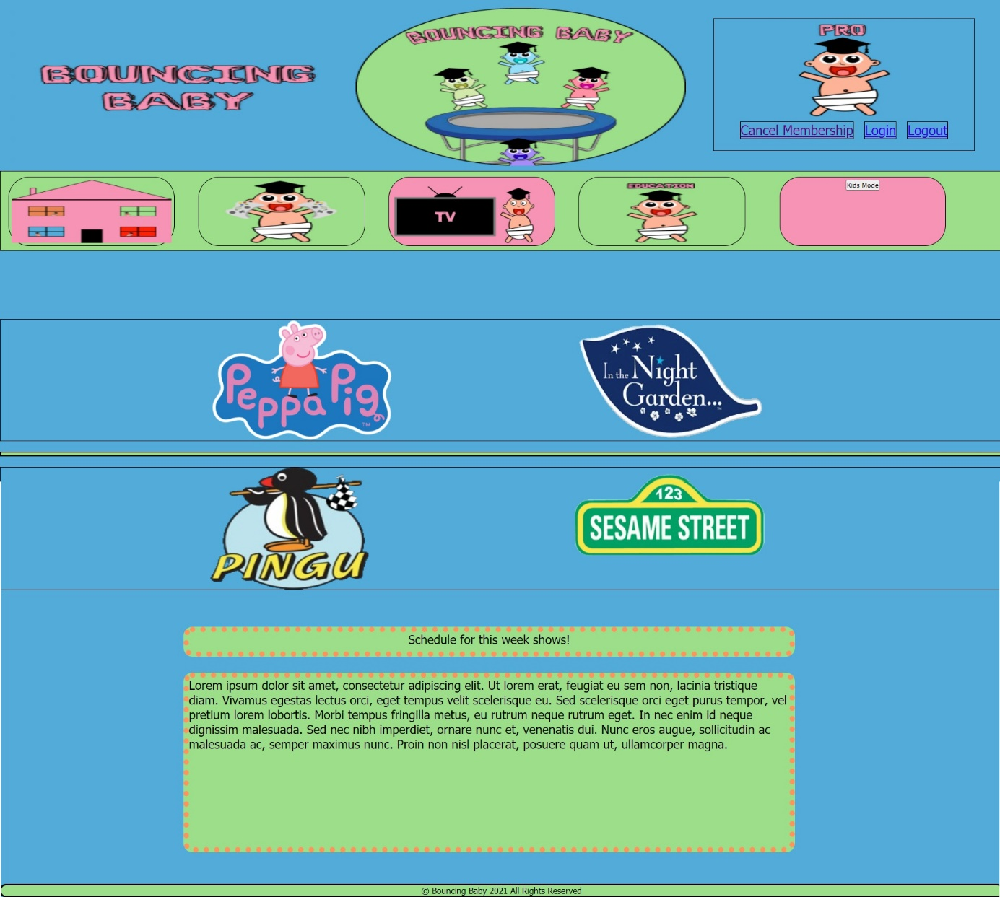 BOUNCING
BABY
BOUNCING BABY
PRO
Cancel Membership Login Logout
TV
EDUCATION
Kids Mode
Peppa Pig
TM
In the Night
Garden...
TM
PINGU
123
SESAME STREET
Schedule for this week shows!
Lorem ipsum dolor sit amet, consectetur adipiscing elit. Ut lorem erat, feugiat eu sem non, lacinia tristique
diam. Vivamus egestas lectus orci, eget tempus velit scelerisque eu. Sed scelerisque orci eget purus tempor, vel
pretium lorem lobortis. Morbi tempus fringilla metus, eu rutrum neque rutrum eget. In nec enim id neque
dignissim malesuada. Sed nec nibh imperdiet, ornare nunc et, venenatis dui. Nunc eros augue, sollicitudin ac
malesuada ac, semper maximus nunc. Proin non nisl placerat, posuere quam ut, ullamcorper magna.
© Bouncing Baby 2021 All Rights Reserved